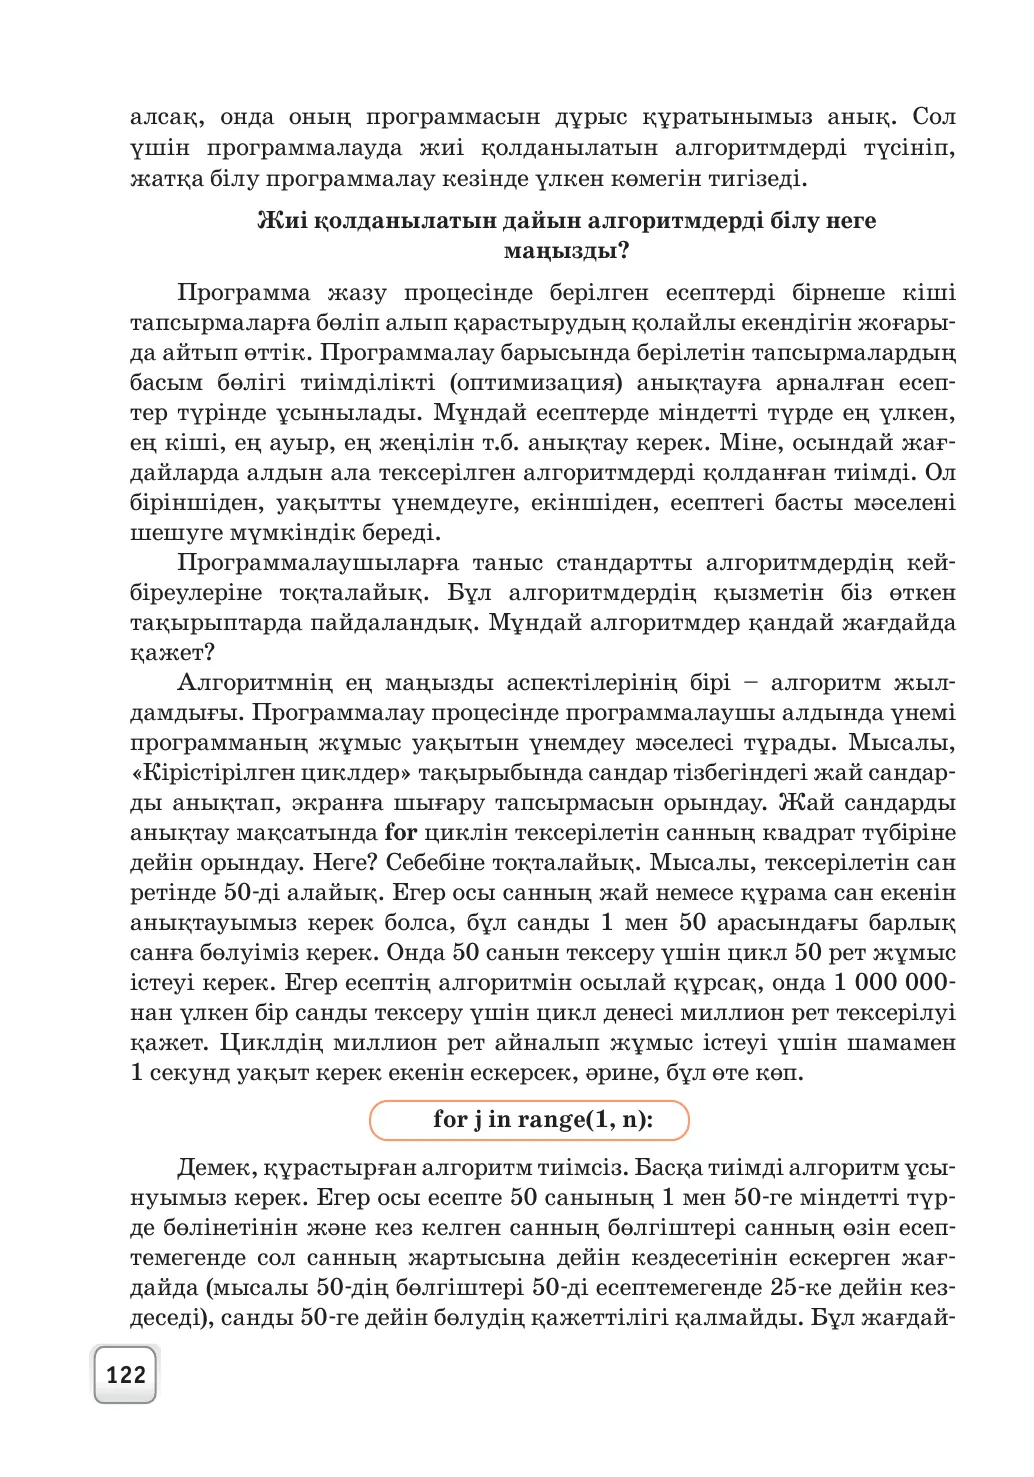 алсақ, онда оның программасын дұрыс құратынымыз анық. Сол
үшін программалауда жиі қолданылатын алгоритмдерді түсініп,
жатқа білу программалау кезінде үлкен көмегін тигізеді.
Жиі қолданылатын дайын алгоритмдерді білу неге
маңызды?
Программа жазу процесінде берілген есептерді бірнеше кіші
тапсырмаларға бөліп алып қарастырудың қолайлы екендігін жоғары-
да айтып өттік. Программалау барысында берілетін тапсырмалардың
басым бөлігі тиімділікті (оптимизация) анықтауға арналған есеп-
тер түрінде ұсынылады. Мұндай есептерде міндетті түрде ең үлкен,
ең кіші, ең ауыр, ең жеңілін т.б. анықтау керек. Міне, осындай жағ-
дайларда алдын ала тексерілген алгоритмдерді қолданған тиімді. Ол
біріншіден, уақытты үнемдеуге, екіншіден, есептегі басты мәселені
шешуге мүмкіндік береді.
Программалаушыларға таныс стандартты алгоритмдердің кей-
біреулеріне тоқталайық. Бұл алгоритмдердің қызметін біз өткен
тақырыптарда пайдаландық. Мұндай алгоритмдер қандай жағдайда
қажет?
Алгоритмнің ең маңызды аспектілерінің бірі – алгоритм жыл-
дамдығы. Программалау процесінде программалаушы алдында үнемі
программаның жұмыс уақытын үнемдеу мәселесі тұрады. Мысалы,
«Кірістірілген циклдер» тақырыбында сандар тізбегіндегі жай сандар-
ды анықтап, экранға шығару тапсырмасын орындау. Жай сандарды
анықтау мақсатында for циклін тексерілетін санның квадрат түбіріне
дейін орындау. Неге? Себебіне тоқталайық. Мысалы, тексерілетін сан
ретінде 50-ді алайық. Егер осы санның жай немесе құрама сан екенін
анықтауымыз керек болса, бұл санды 1 мен 50 арасындағы барлық
санға бөлуіміз керек. Онда 50 санын тексеру үшін цикл 50 рет жұмыс
істеуі керек. Егер есептің алгоритмін осылай құрсақ, онда 1 000 000-
нан үлкен бір санды тексеру үшін цикл денесі миллион рет тексерілуі
қажет. Циклдің миллион рет айналып жұмыс істеуі үшін шамамен
1 секунд уақыт керек екенін ескерсек, әрине, бұл өте көп.
for j in range(1, n):
Демек, құрастырған алгоритм тиімсіз. Басқа тиімді алгоритм ұсы-
нуымыз керек. Егер осы есепте 50 санының 1 мен 50-ге міндетті түр-
де бөлінетінін және кез келген санның бөлгіштері санның өзін есеп-
темегенде сол санның жартысына дейін кездесетінін ескерген жағ-
дайда (мысалы 50-дің бөлгіштері 50-ді есептемегенде 25-ке дейін кез-
деседі), санды 50-ге дейін бөлудің қажеттілігі қалмайды. Бұл жағдай-
122